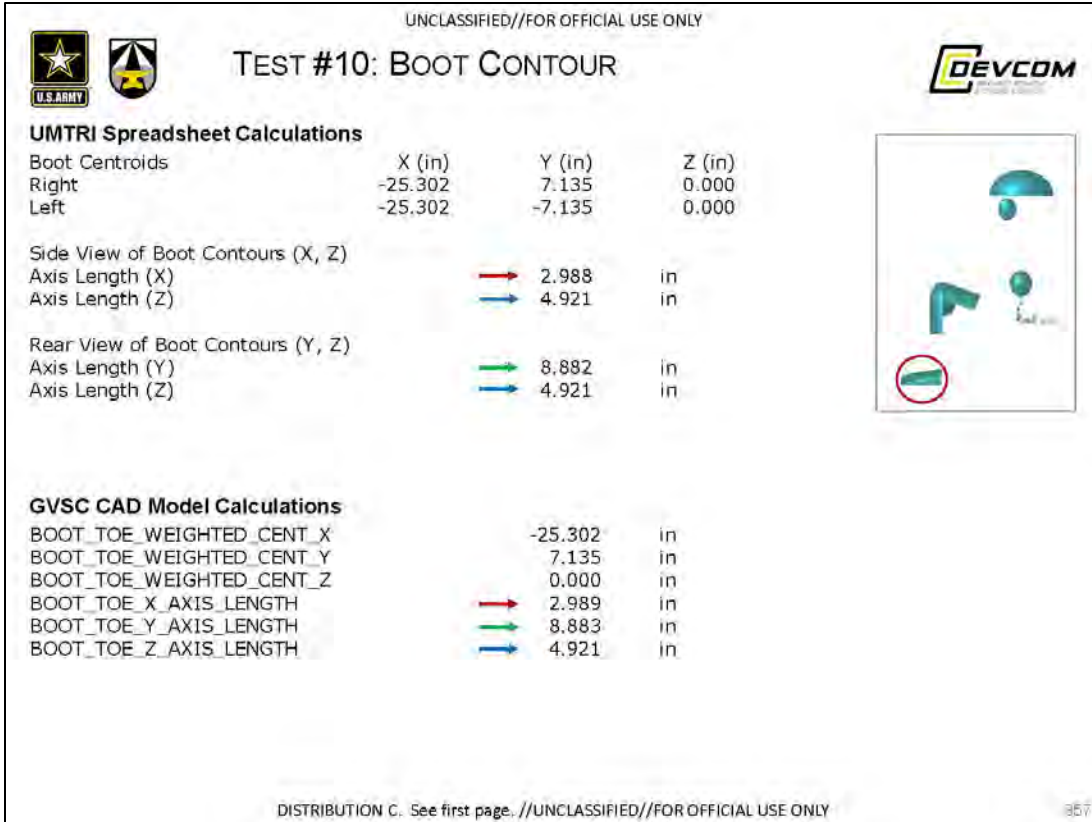 UNCLASSIFIED//FOR OFFICIAL USE ONLY
U.S.ARMY
TEST #10: BOOT CONTOUR
DEVCOM
UMTRI Spreadsheet Calculations
Boot Centroids X (in) Y (in) Z (in)
Right -25.302 7.135 0.000
Left -25.302 -7.135 0.000
Side View of Boot Contours (X, Z)
Axis Length (X) 2.988 in
Axis Length (Z) 4.921 in
Rear View of Boot Contours (Y, Z)
Axis Length (Y) 8.882 in
Axis Length (Z) 4.921 in
GVSC CAD Model Calculations
BOOT_TOE_WEIGHTED_CENT_X -25.302 in
BOOT_TOE_WEIGHTED_CENT_Y 7.135 in
BOOT_TOE_WEIGHTED_CENT_Z 0.000 in
BOOT_TOE_X_AXIS_LENGTH 2.989 in
BOOT_TOE_Y_AXIS_LENGTH 8.883 in
BOOT_TOE_Z_AXIS_LENGTH 4.921 in
DISTRIBUTION C. See first page. //UNCLASSIFIED//FOR OFFICIAL USE ONLY